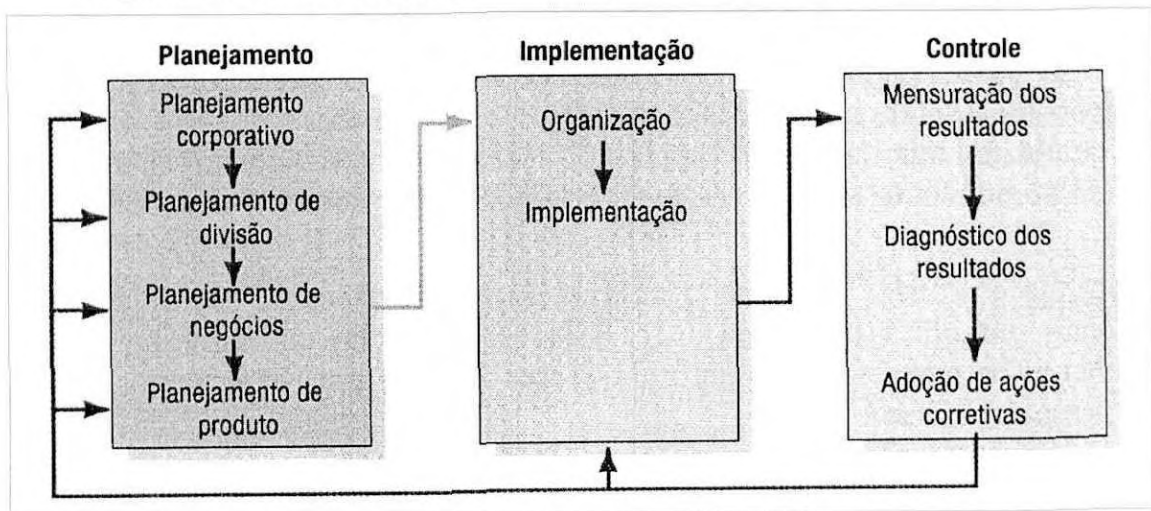 Planejamento
Planejamento
corporativo
Planejamento de
divisão
Planejamento de
negócios
Planejamento de
produto
Implementação
Organização
Implementação
Controle
Mensuração dos
resultados
Diagnóstico dos
resultados
Adoção de ações
corretivas